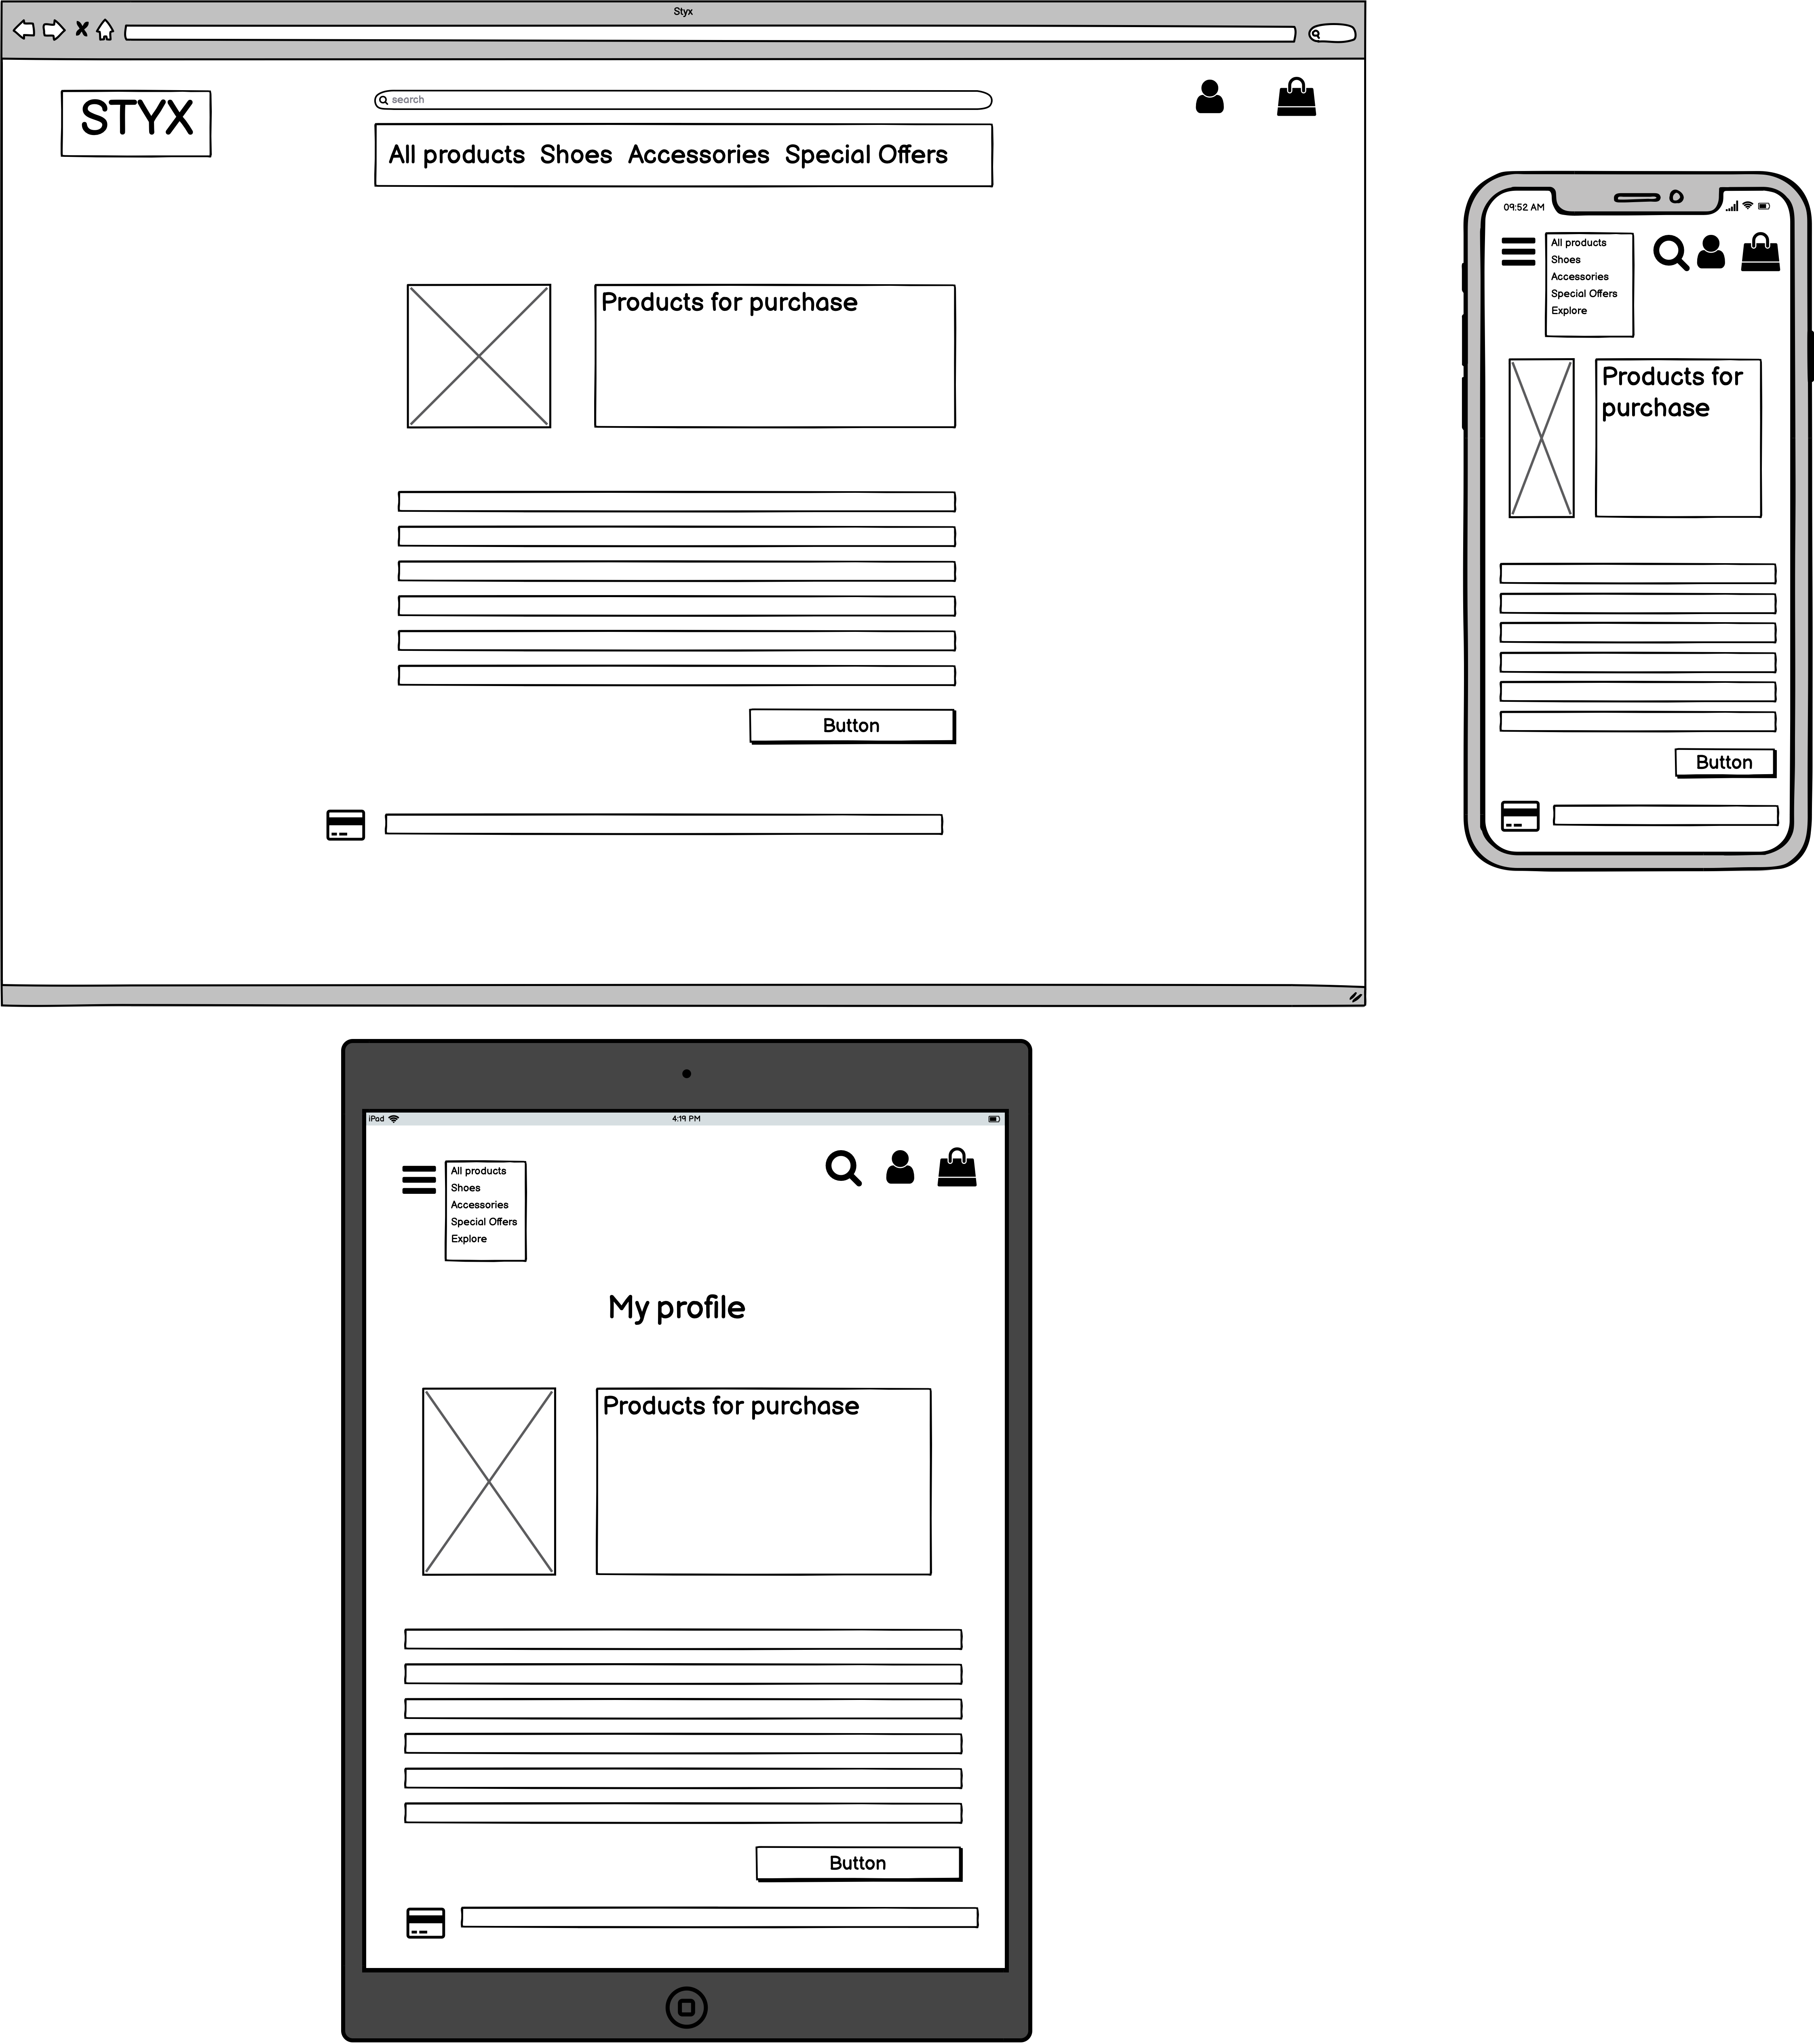 Styx
STYX
search
All products Shoes Accessories Special Offers
Products for purchase
Button
09:52 AM
All products
Shoes
Accessories
Special Offers
Explore
Products for
purchase
Button
iPad
4:19 PM
All products
Shoes
Accessories
Special Offers
Explore
My profile
Products for purchase
Button